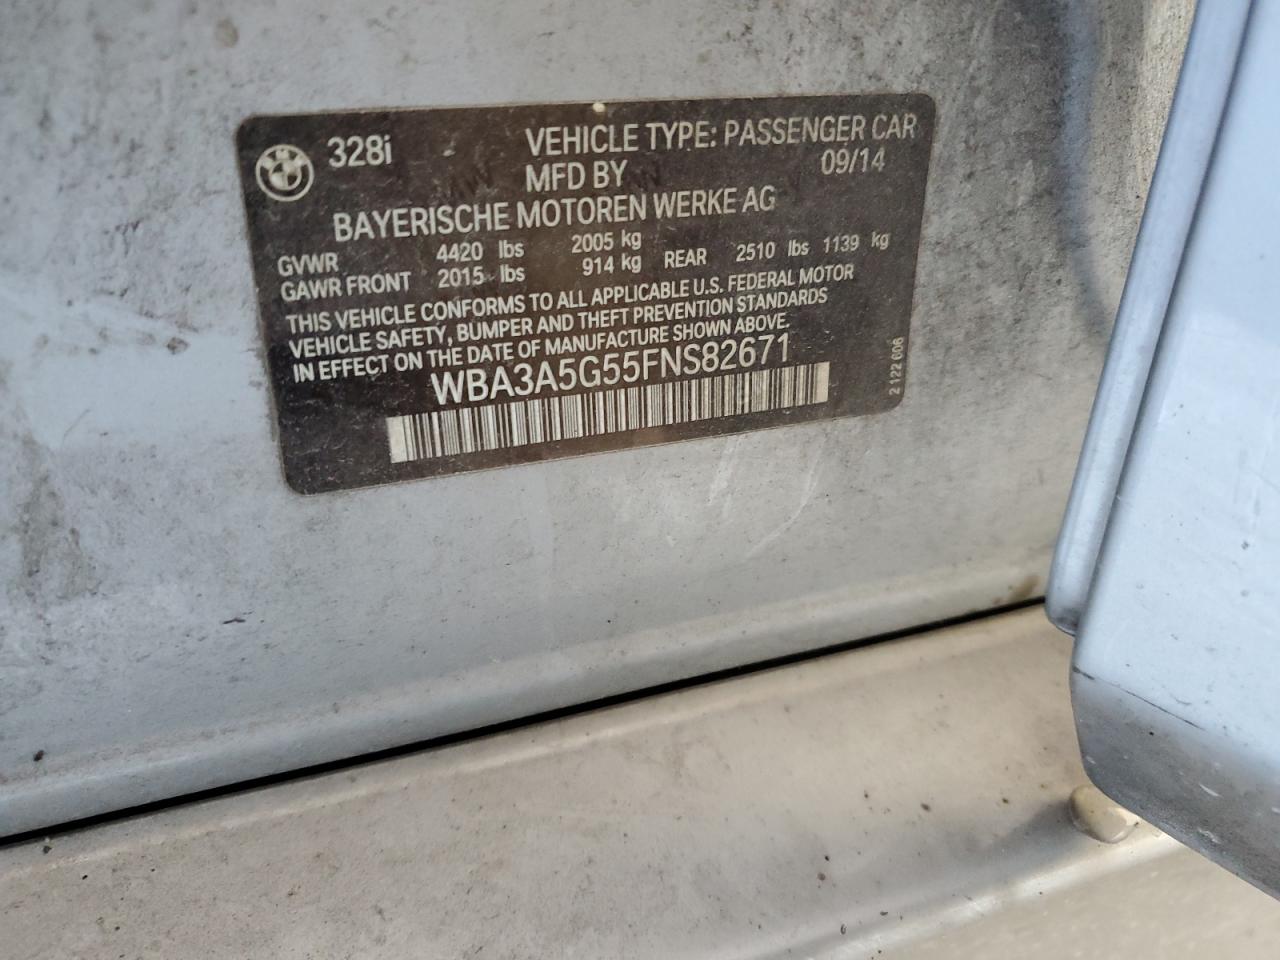 328i
VEHICLE TYPE: PASSENGER CAR
MFD BY 09/14
BAYERISCHE MOTOREN WERKE AG
GVWR 4420 lbs 2005 kg
GAWR FRONT 2015 lbs 914 kg REAR 2510 lbs 1139 kg
THIS VEHICLE CONFORMS TO ALL APPLICABLE U.S. FEDERAL MOTOR
VEHICLE SAFETY, BUMPER AND THEFT PREVENTION STANDARDS
IN EFFECT ON THE DATE OF MANUFACTURE SHOWN ABOVE.
WBA3A5G55FNS82671
2 122 606